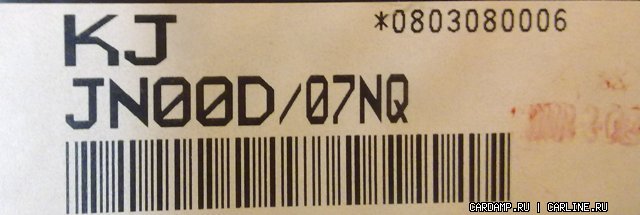 KJ
*0803080006
JN00D/07NQ
CARDAMP.RU | CARLINE.RU